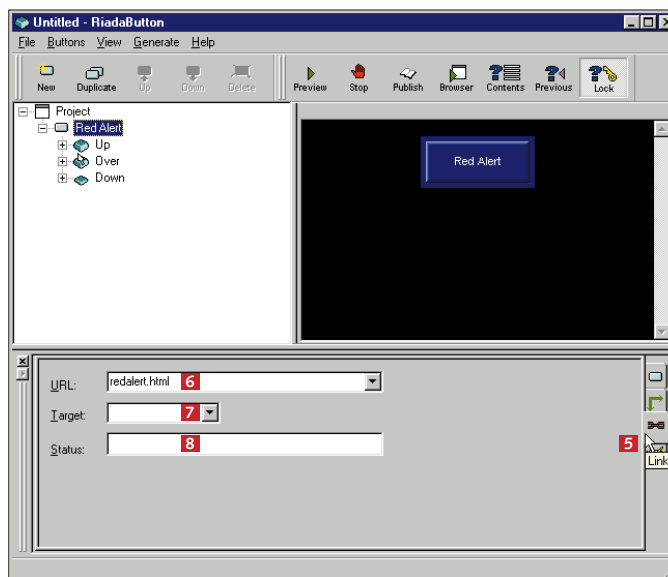 Untitled - RiadaButton
File Buttons View Generate Help
New Duplicate Up Down Delete Preview Stop Publish Browser Contents Previous Lock
Project
Red Alert
Up
Over
Down
Red Alert
URL: redalert.html 6
Target: 7
Status: 8
5
Link